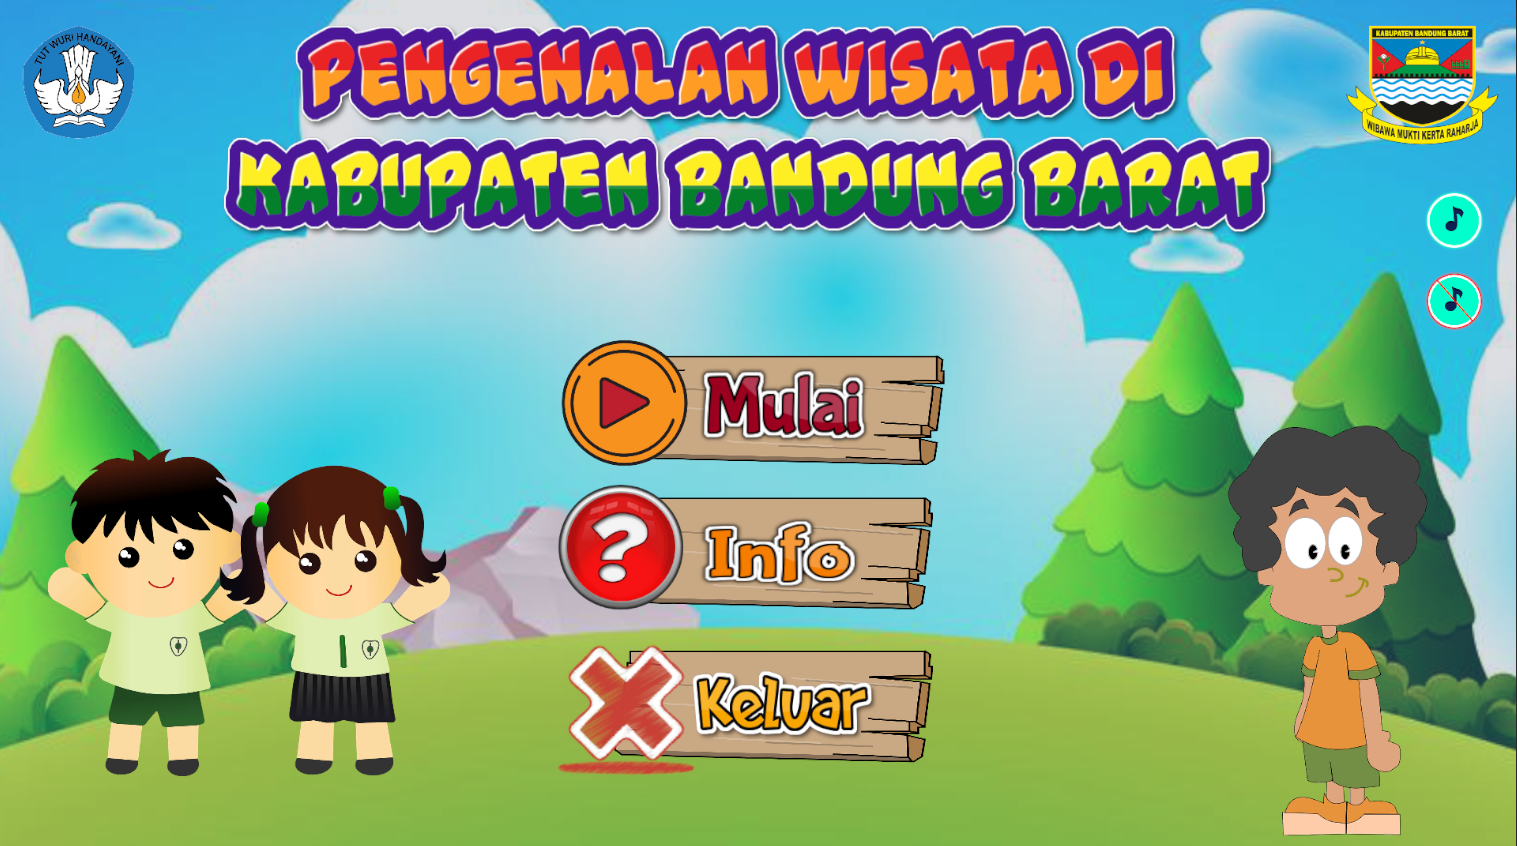 TUT WURI HANDAYANI
PENGENALAN WISATA DI
KABUPATEN BANDUNG BARAT
KABUPATEN BANDUNG BARAT
WIBAWA MUKTI KERTA RAHARJA
Mulai
?
Info
Keluar